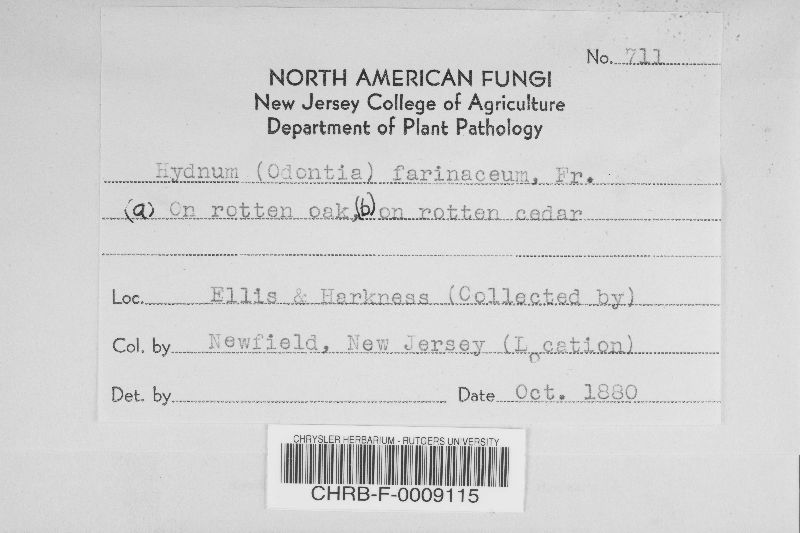 No. 711
NORTH AMERICAN FUNGI
New Jersey College of Agriculture
Department of Plant Pathology
Hydnum (Odontia) farinaceum, Fr.
(a) On rotten oak, (b) on rotten cedar
Loc. Ellis & Harkness (Collected by)
Col. by Newfield, New Jersey (Location)
Det. by Date Oct. 1880
CHRYSLER HERBARIUM - RUTGERS UNIVERSITY
CHRB-F-0009115